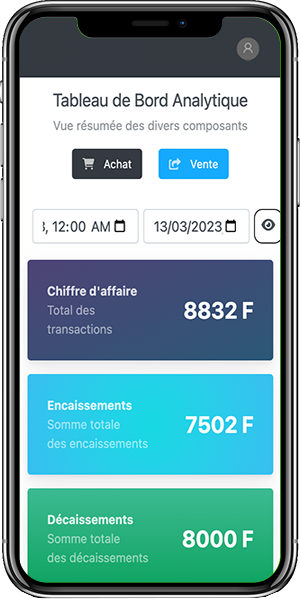 Tableau de Bord Analytique
Vue résumée des divers composants
Achat Vente
3, 12:00 AM 13/03/2023
Chiffre d'affaire
Total des
transactions
8832 F
Encaissements
Somme totale
des encaissements
7502 F
Décaissements
Somme totale
des décaissements
8000 F